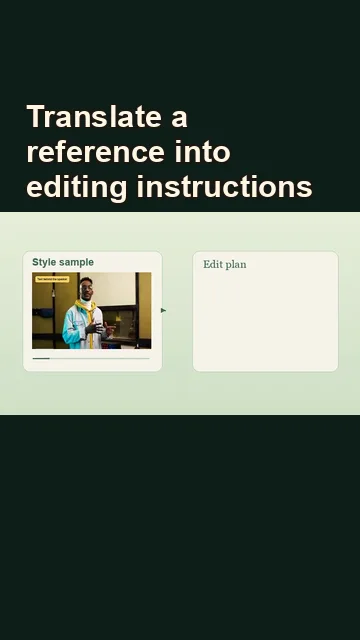 Translate a
reference into
editing instructions
Style sample
Edit plan